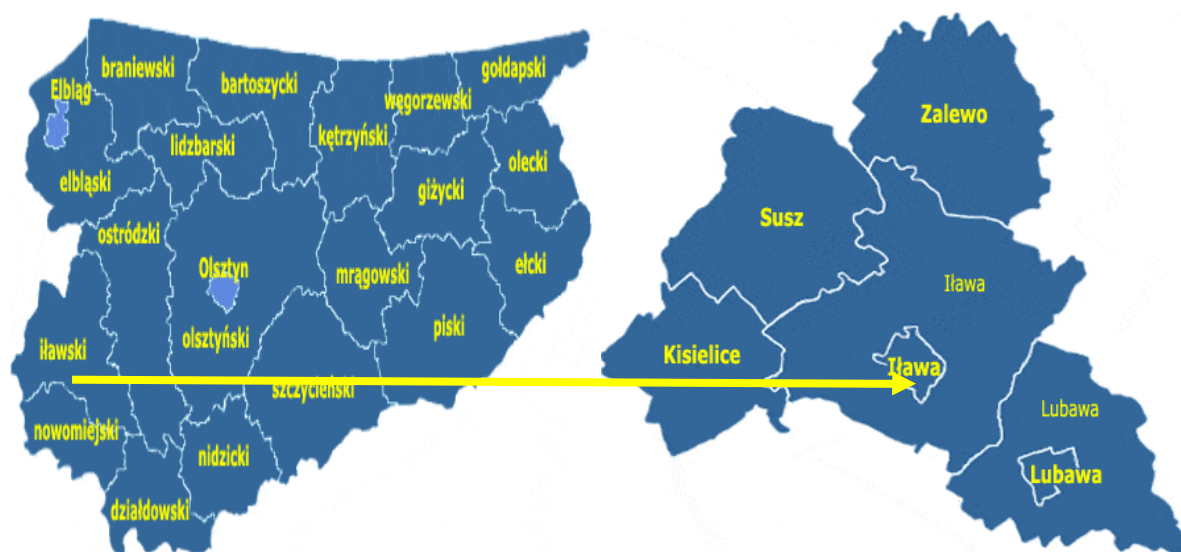 braniewski
bartoszycki
gołdapski
Elbląg
węgorzewski
kętrzyński
lidzbarski
olecki
elbląski
giżycki
ostródzki
ełcki
Olsztyn
mrągowski
piski
olsztyński
iławski
szczycieński
nowomiejski
nidzicki
działdowski
Zalewo
Susz
Iława
Kisielice
Iława
Lubawa
Lubawa